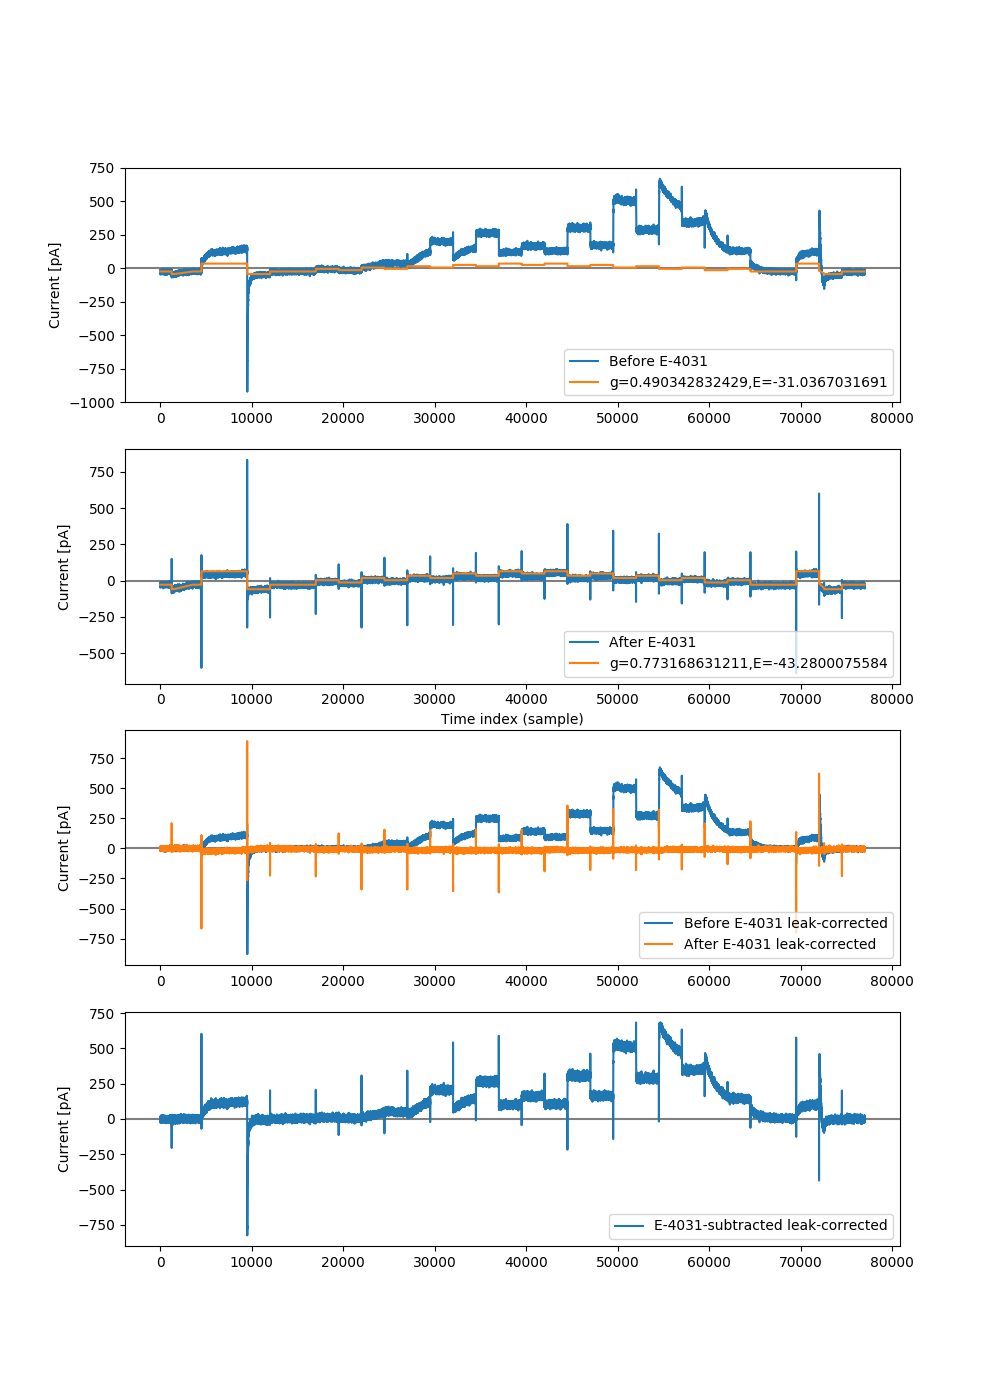 750
500
250
0
−250
−500
−750
−1000
Current [pA]
Before E-4031
g=0.490342832429,E=-31.0367031691
0 10000 20000 30000 40000 50000 60000 70000 80000
750
500
250
0
−250
−500
Current [pA]
After E-4031
g=0.773168631211,E=-43.2800075584
0 10000 20000 30000 40000 50000 60000 70000 80000
Time index (sample)
750
500
250
0
−250
−500
−750
Current [pA]
Before E-4031 leak-corrected
After E-4031 leak-corrected
0 10000 20000 30000 40000 50000 60000 70000 80000
750
500
250
0
−250
−500
−750
Current [pA]
E-4031-subtracted leak-corrected
0 10000 20000 30000 40000 50000 60000 70000 80000